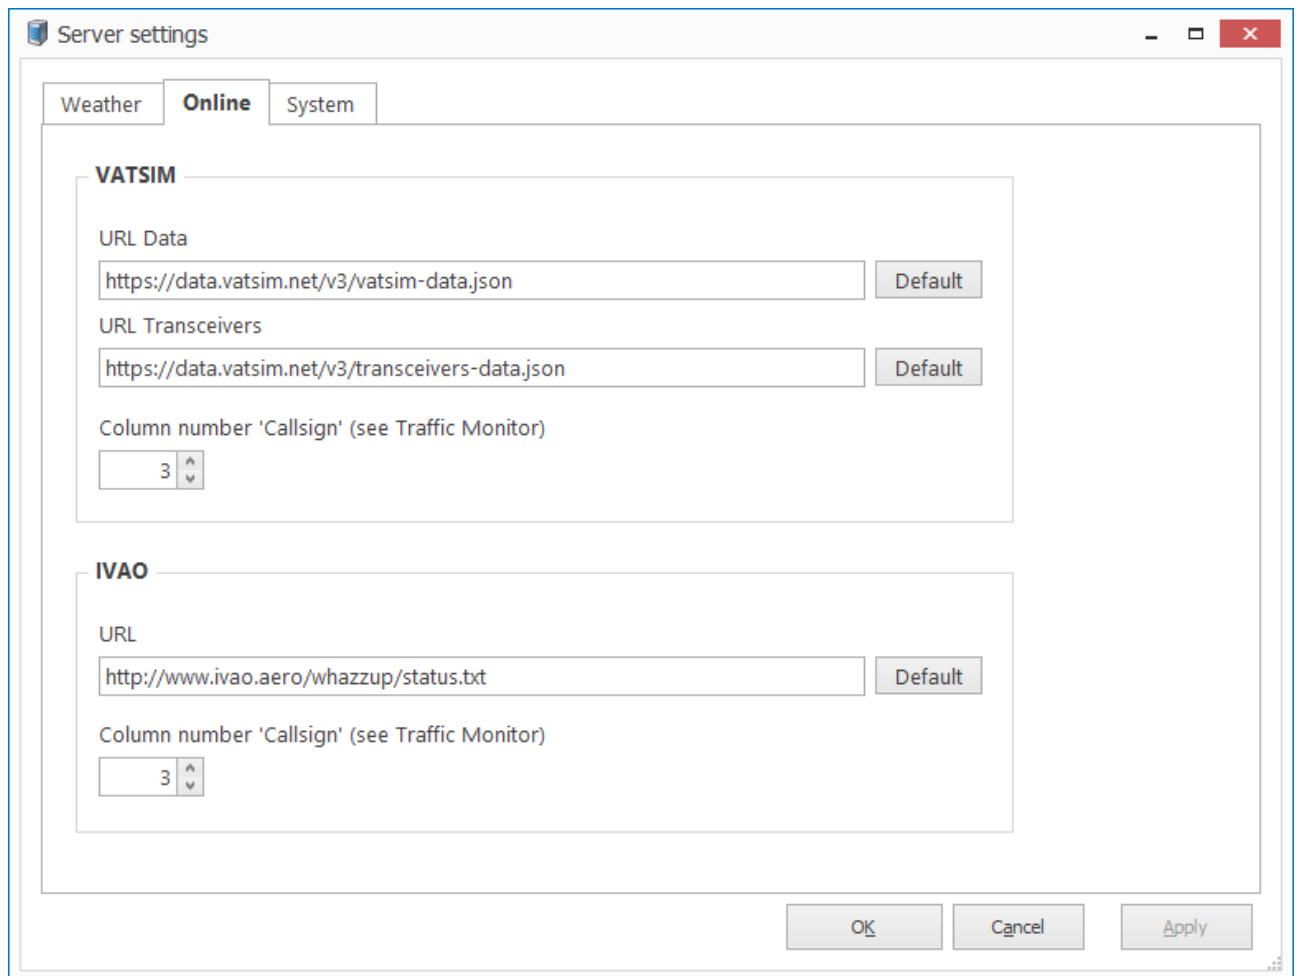 Server settings
Weather Online System
VATSIM
URL Data
https://data.vatsim.net/v3/vatsim-data.json Default
URL Transceivers
https://data.vatsim.net/v3/transceivers-data.json Default
Column number 'Callsign' (see Traffic Monitor)
3
IVAO
URL
http://www.ivao.aero/whazzup/status.txt Default
Column number 'Callsign' (see Traffic Monitor)
3
OK Cancel Apply